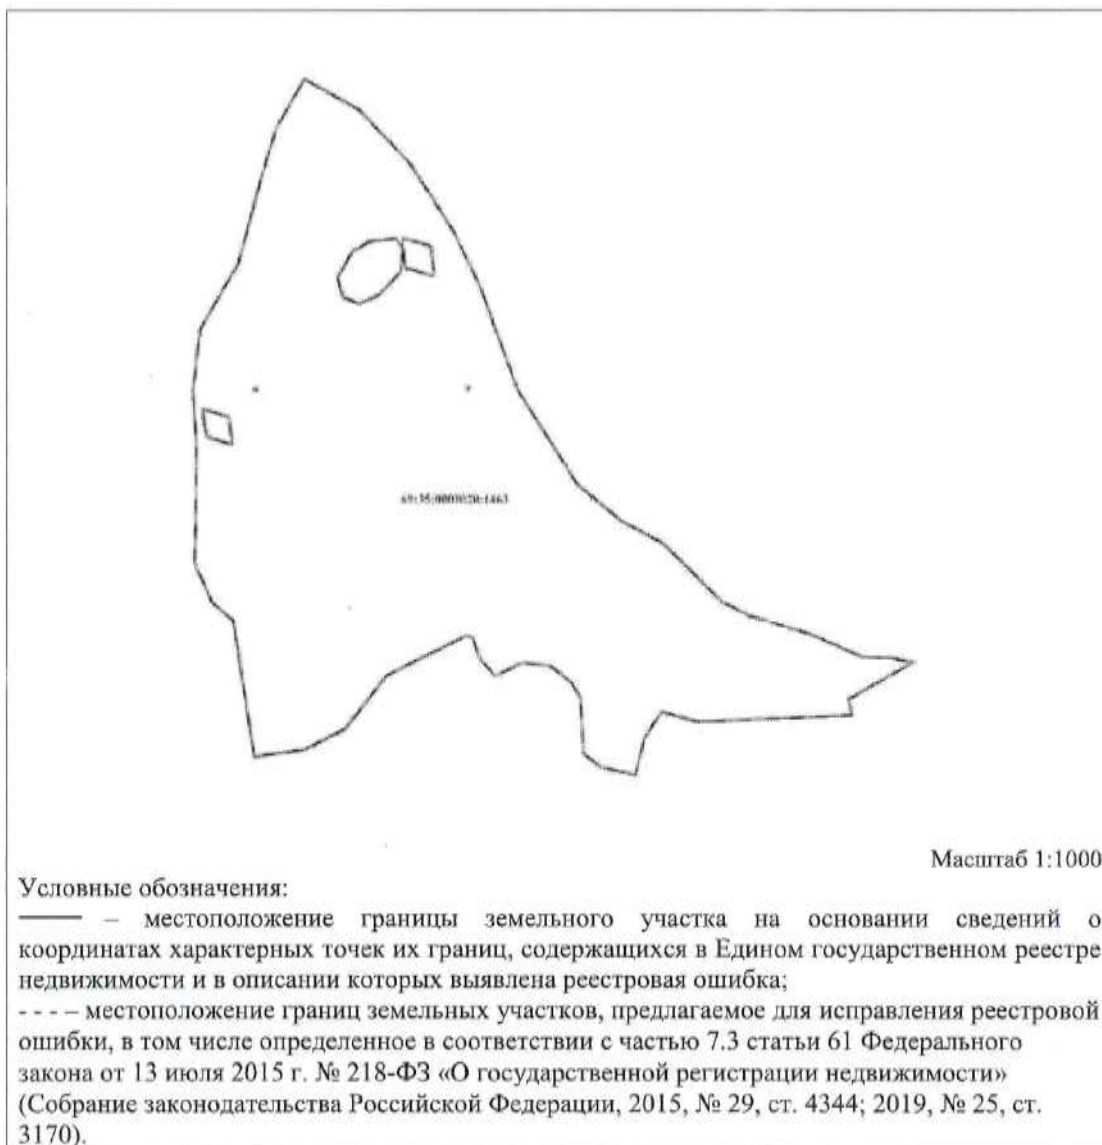 Масштаб 1:1000
Условные обозначения:
——— – местоположение границы земельного участка на основании сведений о
координатах характерных точек их границ, содержащихся в Едином государственном реестре
недвижимости и в описании которых выявлена реестровая ошибка;
- - - - – местоположение границ земельных участков, предлагаемое для исправления реестровой
ошибки, в том числе определенное в соответствии с частью 7.3 статьи 61 Федерального
закона от 13 июля 2015 г. № 218-ФЗ «О государственной регистрации недвижимости»
(Собрание законодательства Российской Федерации, 2015, № 29, ст. 4344; 2019, № 25, ст.
3170).